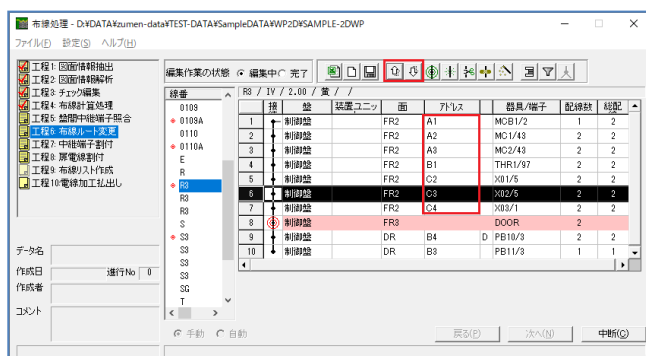 布線処理 - D:¥DATA¥zumen-data¥TEST-DATA¥SampleDATA¥WP2D¥SAMPLE-2DWP
ファイル(F) 設定(S) ヘルプ(H)
工程1: 図面情報抽出
工程2: 図面情報解析
工程3: チェック編集
工程4: 布線計算処理
工程5: 盤間中継端子照合
工程6: 布線ルート変更
工程7: 中継端子割付
工程8: 扉電線割付
工程9: 布線リスト作成
工程10:電線加工払出し
データ名
作成日 進行No 0
作成者
コメント
編集作業の状態 編集中 完了
線番
0109
0109A
0110
0110A
E
R
R3
R3
R3
S
S3
S3
S3
S3
SG
T
R3 / IV / 2.00 / 黄 / /
接 盤 装置ユニッ 面 アドレス 器具/端子 配線数 総配
1 制御盤 FR2 A1 MCB1/2 1 2
2 制御盤 FR2 A2 MC1/43 2 2
3 制御盤 FR2 A3 MC2/43 2 2
4 制御盤 FR2 B1 THR1/97 2 2
5 制御盤 FR2 C2 X01/5 2 2
6 制御盤 FR2 C3 X02/5 2 2
7 制御盤 FR2 C4 X03/1 2 2
8 制御盤 FR3 DOOR 2
9 制御盤 DR B4 D PB10/3 2 2
10 制御盤 DR B3 PB11/3 1 1
手動 自動
戻る(P) 次へ(N) 中断(C)